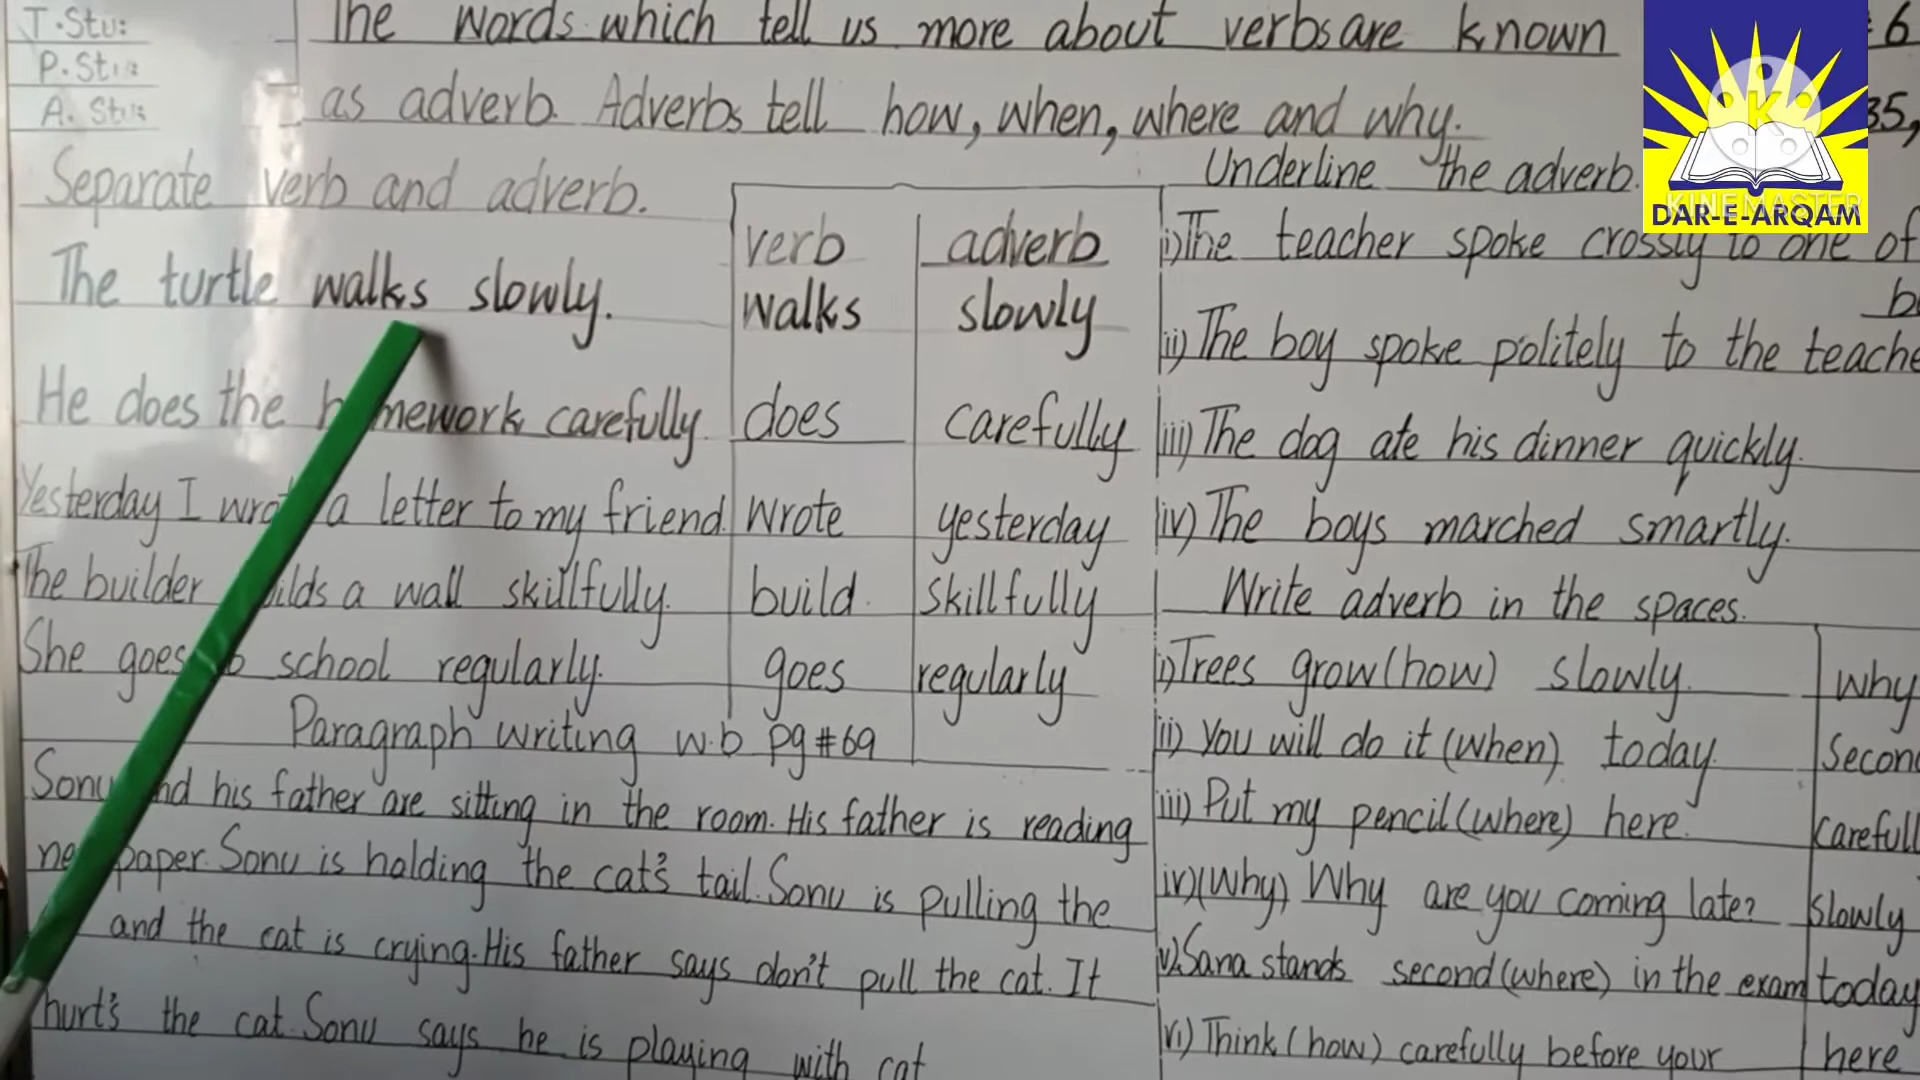 T.Stu:
P.Stu:
A.Stu:
The words which tell us more about verbs are known
as adverb. Adverbs tell how, when, where and why.
6
35,
DAR-E-ARQAM
KINEMASTER
Separate verb and adverb.
verb adverb
The turtle walks slowly.
walks slowly
He does the homework carefully.
does carefully
Yesterday I wrote a letter to my friend.
wrote yesterday
The builder builds a wall skillfully.
build skillfully
She goes to school regularly.
goes regularly
Paragraph writing w.b pg#69
Sonu and his father are sitting in the room. His father is reading
newspaper. Sonu is holding the cat's tail. Sonu is pulling the
and the cat is crying. His father says don't pull the cat. It
hurt's the cat. Sonu says he is playing with cat
Underline the adverb.
i) The teacher spoke crossly to one of
ii) The boy spoke politely to the teache
iii) The dog ate his dinner quickly.
iv) The boys marched smartly.
Write adverb in the spaces.
i) Trees grow (how) slowly.
ii) You will do it (when) today.
iii) Put my pencil (where) here.
iv) (Why) Why are you coming late?
v) Sana stands second (where) in the exam
vi) Think (how) carefully before your
why
Second
Carefull
slowly
today
here